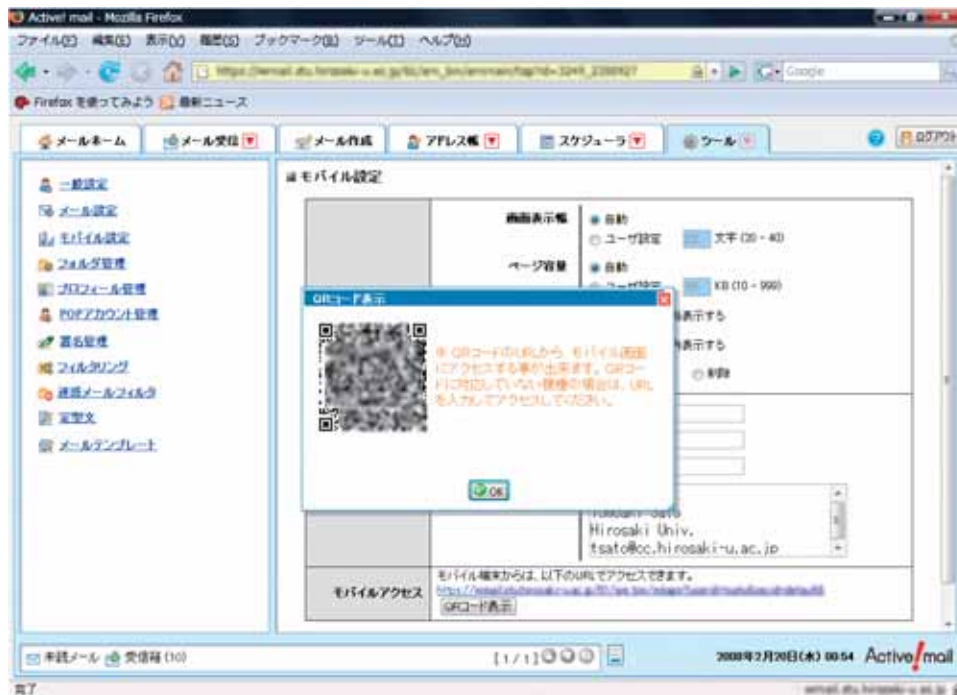 Active! mail - Mozilla Firefox
ファイル(F) 編集(E) 表示(V) 履歴(S) ブックマーク(B) ツール(T) ヘルプ(H)
Google
Firefox を使ってみよう 最新ニュース
メールホーム メール受信 メール作成 アドレス帳 スケジューラ ツール ログアウト
一般設定
メール設定
モバイル設定
フォルダ管理
プロフィール管理
POPアカウント管理
署名管理
フィルタリング
迷惑メールフィルタ
定型文
メールテンプレート
モバイル設定
画面表示幅 自動
ユーザ設定 文字 (20 - 40)
ページ容量 自動
KB (10 - 999)
表示する
表示する
削除
QRコード表示
※ QRコードのURLから、モバイル画面
にアクセスする事が出来ます。QRコー
ドに対応していない機種の場合は、URL
を入力してアクセスしてください。
OK
Hirosaki Univ.
tsato@cc.hirosaki-u.ac.jp
モバイルアクセス
モバイル端末からは、以下のURLでアクセスできます。
QRコード表示
未読メール 受信箱 (10) [1/1] 2008年2月20日(水) 00:54 Active! mail
完了